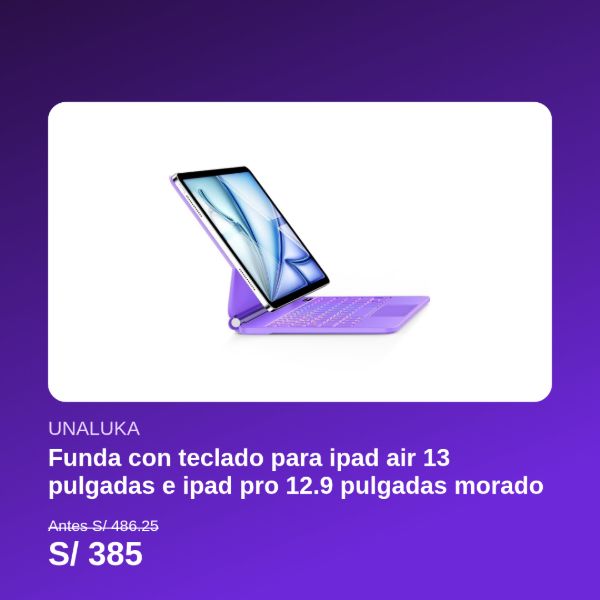 UNALUKA
Funda con teclado para ipad air 13
pulgadas e ipad pro 12.9 pulgadas morado
Antes S/ 486.25
S/ 385